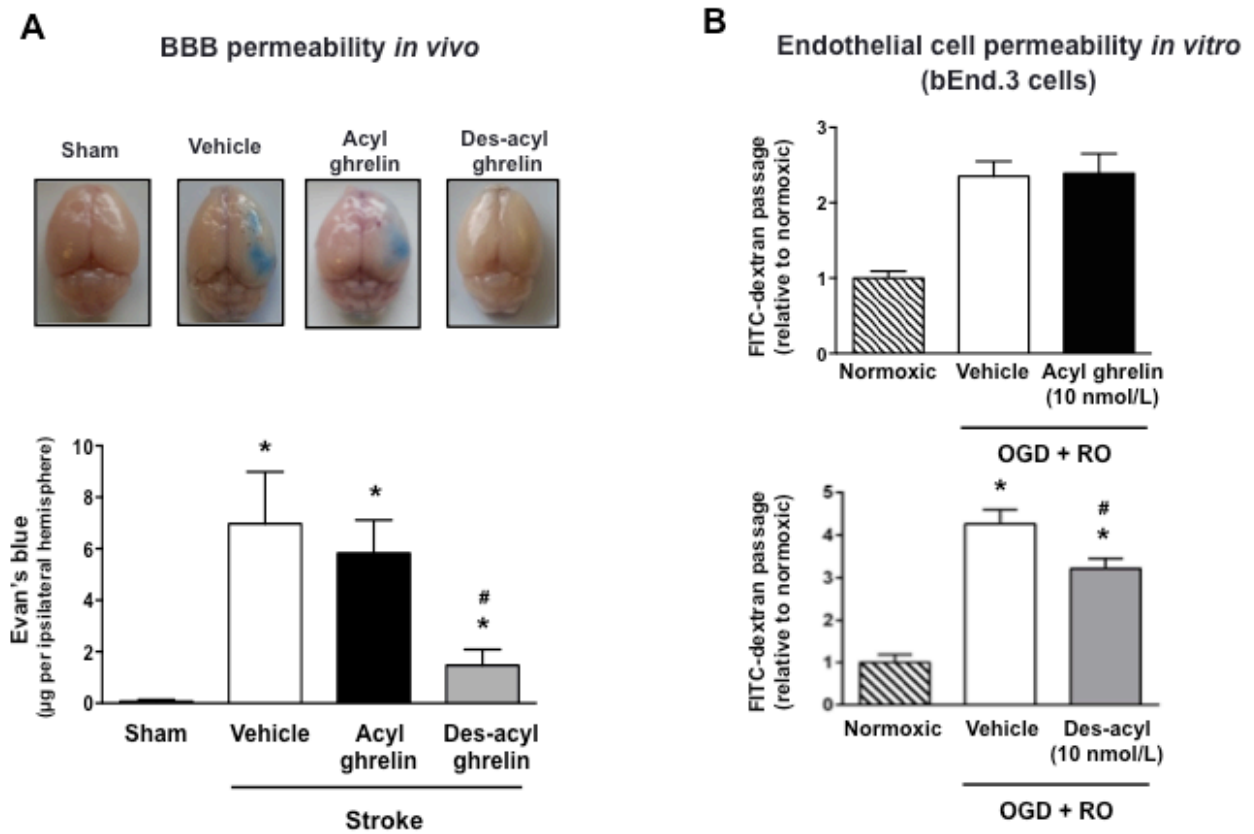 A
BBB permeability in vivo
Sham
Vehicle
Acyl
ghrelin
Des-acyl
ghrelin
Evan's blue
(µg per ipsilateral hemisphere)
10
8
6
4
2
0
*
*
#
*
Sham
Vehicle
Acyl
ghrelin
Des-acyl
ghrelin
Stroke
B
Endothelial cell permeability in vitro
(bEnd.3 cells)
FITC-dextran passage
(relative to normoxic)
3
2
1
0
Normoxic
Vehicle
Acyl ghrelin
(10 nmol/L)
OGD + RO
FITC-dextran passage
(relative to normoxic)
5
4
3
2
1
0
*
#
*
Normoxic
Vehicle
Des-acyl
(10 nmol/L)
OGD + RO